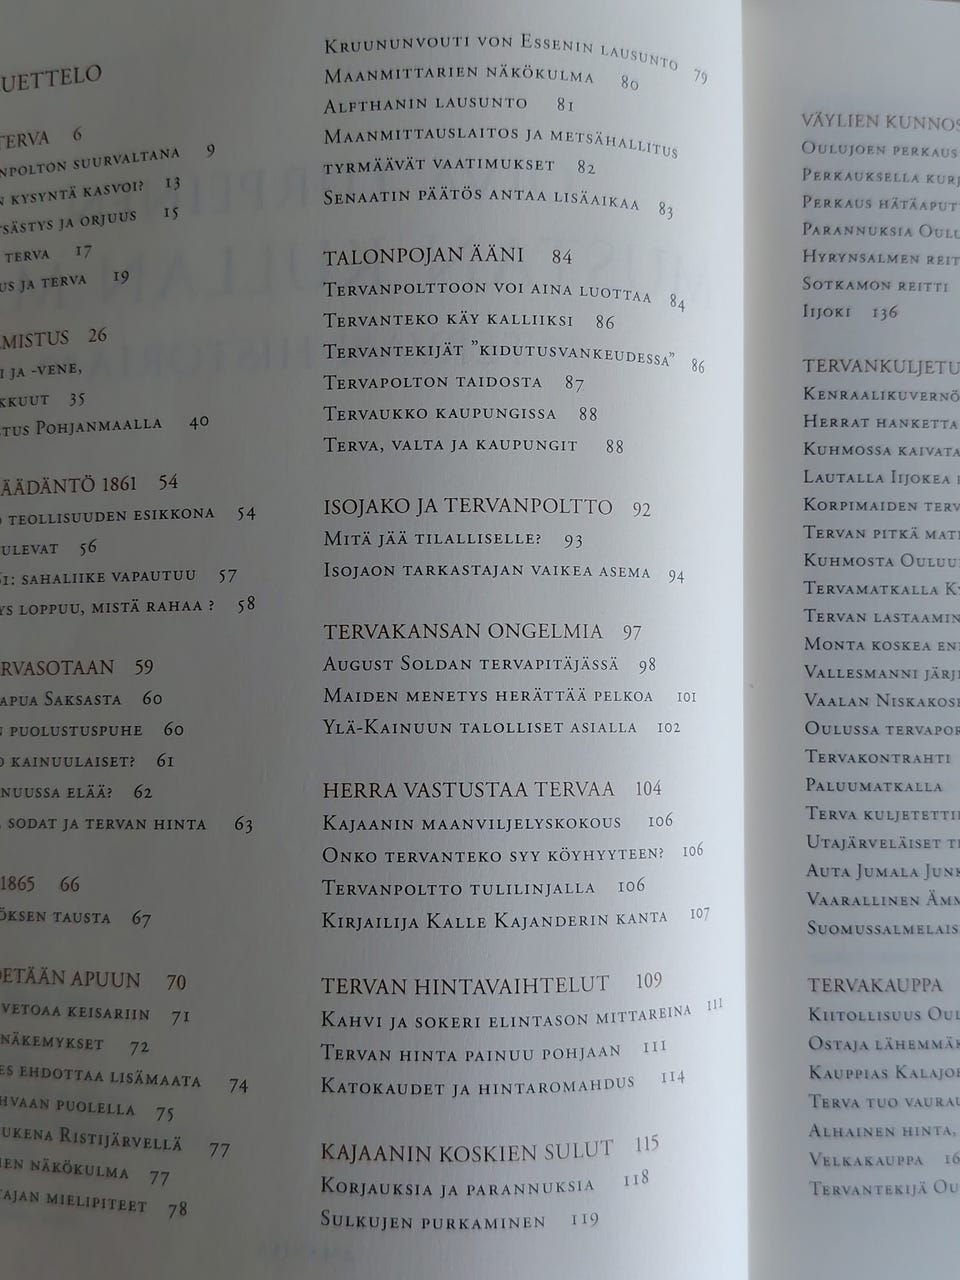 UETTELO
TERVA 6
NPOLTON SUURVALTANA 9
N KYSYNTÄ KASVOI? 13
TSÄSTYS JA ORJUUS 15
TERVA 17
US JA TERVA 19
MISTUS 26
I JA -VENE,
KKUUT 35
ETUS POHJANMAALLA 40
ÄÄDÄNTÖ 1861 54
O TEOLLISUUDEN ESIKKONA 54
ULEVAT 56
61: SAHALIIKE VAPAUTUU 57
YS LOPPUU, MISTÄ RAHAA ? 58
RVASOTAAN 59
APUA SAKSASTA 60
N PUOLUSTUSPUHE 60
O KAINUULAISET? 61
NUUSSA ELÄÄ? 62
, SODAT JA TERVAN HINTA 63
1865 66
ÖKSEN TAUSTA 67
DETÄÄN APUUN 70
VETOAA KEISARIIN 71
NÄKEMYKSET 72
ES EHDOTTAA LISÄMAATA 74
HVAAN PUOLELLA 75
UKENA RISTIJÄRVELLÄ 77
IEN NÄKÖKULMA 77
TAJAN MIELIPITEET 78
KRUUNUNVOUTI VON ESSENIN LAUSUNTO 79
MAANMITTARIEN NÄKÖKULMA 80
ALFTHANIN LAUSUNTO 81
MAANMITTAUSLAITOS JA METSÄHALLITUS
TYRMÄÄVÄT VAATIMUKSET 82
SENAATIN PÄÄTÖS ANTAA LISÄAIKAA 83
TALONPOJAN ÄÄNI 84
TERVANPOLTTOON VOI AINA LUOTTAA 84
TERVANTEKO KÄY KALLIIKSI 86
TERVANTEKIJÄT ”KIDUTUSVANKEUDESSA” 86
TERVAPOLTON TAIDOSTA 87
TERVAUKKO KAUPUNGISSA 88
TERVA, VALTA JA KAUPUNGIT 88
ISOJAKO JA TERVANPOLTTO 92
MITÄ JÄÄ TILALLISELLE? 93
ISOJAON TARKASTAJAN VAIKEA ASEMA 94
TERVAKANSAN ONGELMIA 97
AUGUST SOLDAN TERVAPITÄJÄSSÄ 98
MAIDEN MENETYS HERÄTTÄÄ PELKOA 101
YLÄ-KAINUUN TALOLLISET ASIALLA 102
HERRA VASTUSTAA TERVAA 104
KAJAANIN MAANVILJELYSKOKOUS 106
ONKO TERVANTEKO SYY KÖYHYYTEEN? 106
TERVANPOLTTO TULILINJALLA 106
KIRJAILIJA KALLE KAJANDERIN KANTA 107
TERVAN HINTAVAIHTELUT 109
KAHVI JA SOKERI ELINTASON MITTAREINA 111
TERVAN HINTA PAINUU POHJAAN 111
KATOKAUDET JA HINTAROMAHDUS 114
KAJAANIN KOSKIEN SULUT 115
KORJAUKSIA JA PARANNUKSIA 118
SULKUJEN PURKAMINEN 119
VÄYLIEN KUNNOS
OULUJOEN PERKAUS
PERKAUKSELLA KURJ
PERKAUS HÄTÄAPUT
PARANNUKSIA OULU
HYRYNSALMEN REIT
SOTKAMON REITTI
IIJOKI 136
TERVANKULJETU
KENRAALIKUVERNÖ
HERRAT HANKETTA
KUHMOSSA KAIVATA
LAUTALLA IIJOKEA
KORPIMAIDEN TERV
TERVAN PITKÄ MAT
KUHMOSTA OULUU
TERVAMATKALLA K
TERVAN LASTAAMIN
MONTA KOSKEA EN
VALLESMANNI JÄRJ
VAALAN NISKAKOS
OULUSSA TERVAPOR
TERVAKONTRAHTI
PALUUMATKALLA
TERVA KULJETETTI
UTAJÄRVELÄISET T
AUTA JUMALA JUNK
VAARALLINEN ÄMM
SUOMUSSALMELAIS
TERVAKAUPPA
KIITOLLISUUS OUL
OSTAJA LÄHEMMÄK
KAUPPIAS KALAJO
TERVA TUO VAURAU
ALHAINEN HINTA,
VELKAKAUPPA 16
TERVANTEKIJÄ OU